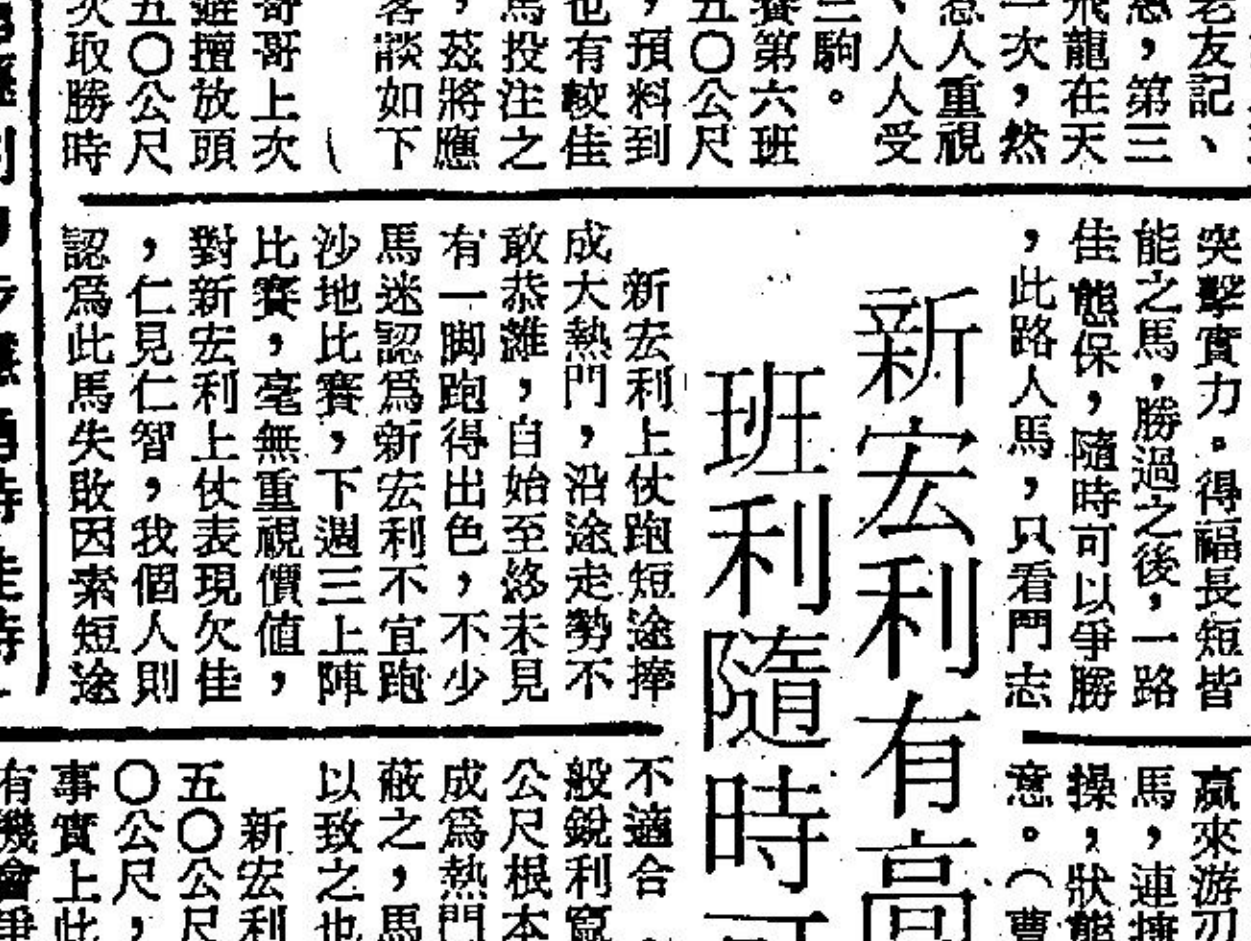 老友記、
急，第三
飛龍在天
一次，然
惹人重視
、人人受
三駒。
賽第六班
五〇公尺
，預料到
也有較佳
馬投注之
，茲將應
客談如下
（
哥哥上次
避擅放頭
五〇公尺
次取勝時
突擊實力。得福長短皆
能之馬，勝過之後，一路
佳態保，隨時可以爭勝
，此路人馬，只看鬥志
新宏利有高
班利隨時
新宏利上仗跑短途捧
成大熱門，沿途走勢不
敢恭維，自始至終未見
有一脚跑得出色，不少
馬迷認爲新宏利不宜跑
沙地比賽，下週三上陣
比賽，毫無重視價值，
對新宏利上仗表現欠佳
，仁見仁智，我個人則
認爲此馬失敗因素短途
贏來游刃
馬，連擁
操，狀態
意。（曹
不適合
般銳利竄
公尺根本
成爲熱門
蔽之，馬
以致之也
新宏利
五〇公尺
〇公尺，
事實上此
有機會爭